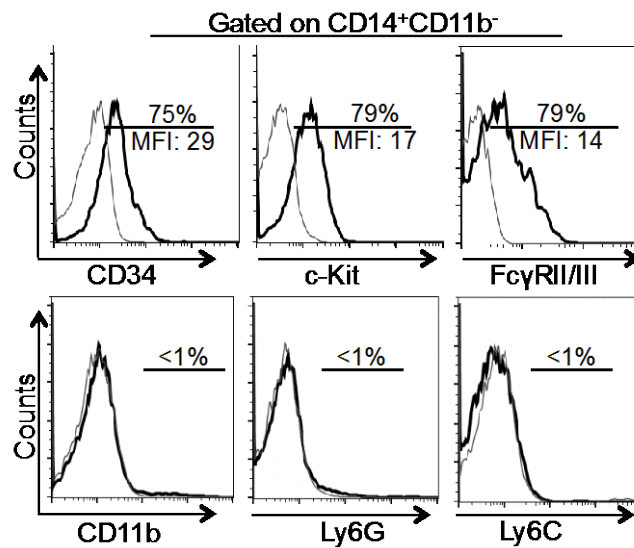 Gated on CD14⁺CD11b⁻
Counts
75%
MFI: 29
CD34
79%
MFI: 17
c-Kit
79%
MFI: 14
FcγRII/III
Counts
<1%
CD11b
<1%
Ly6G
<1%
Ly6C